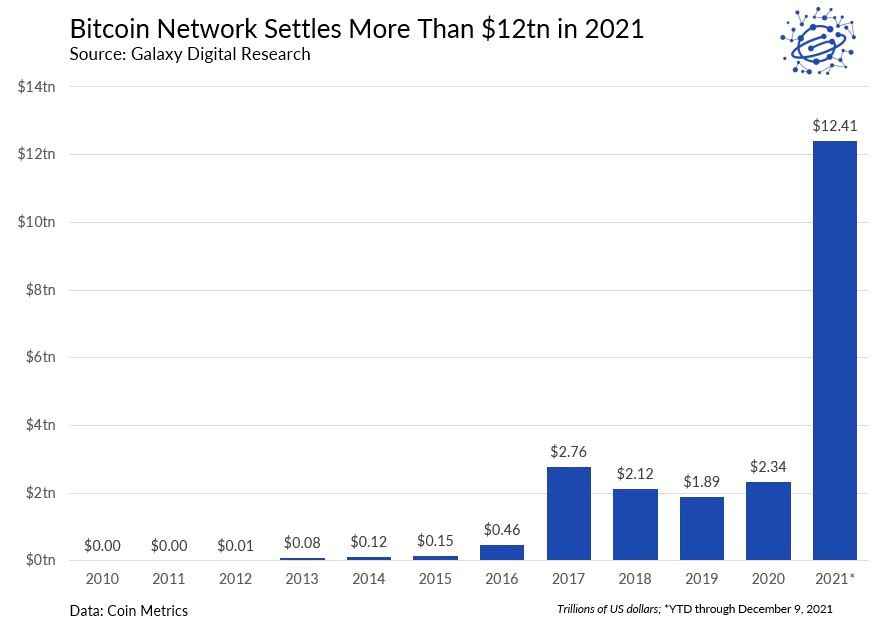 Bitcoin Network Settles More Than $12tn in 2021
Source: Galaxy Digital Research
$14tn
$12.41
$12tn
$10tn
$8tn
$6tn
$4tn
$2.76
$2.34
$2.12
$1.89
$2tn
$0.46
$0.00 $0.00 $0.01 $0.08 $0.12 $0.15
$0tn
2010 2011 2012 2013 2014 2015 2016 2017 2018 2019 2020 2021*
Data: Coin Metrics
Trillions of US dollars; *YTD through December 9, 2021